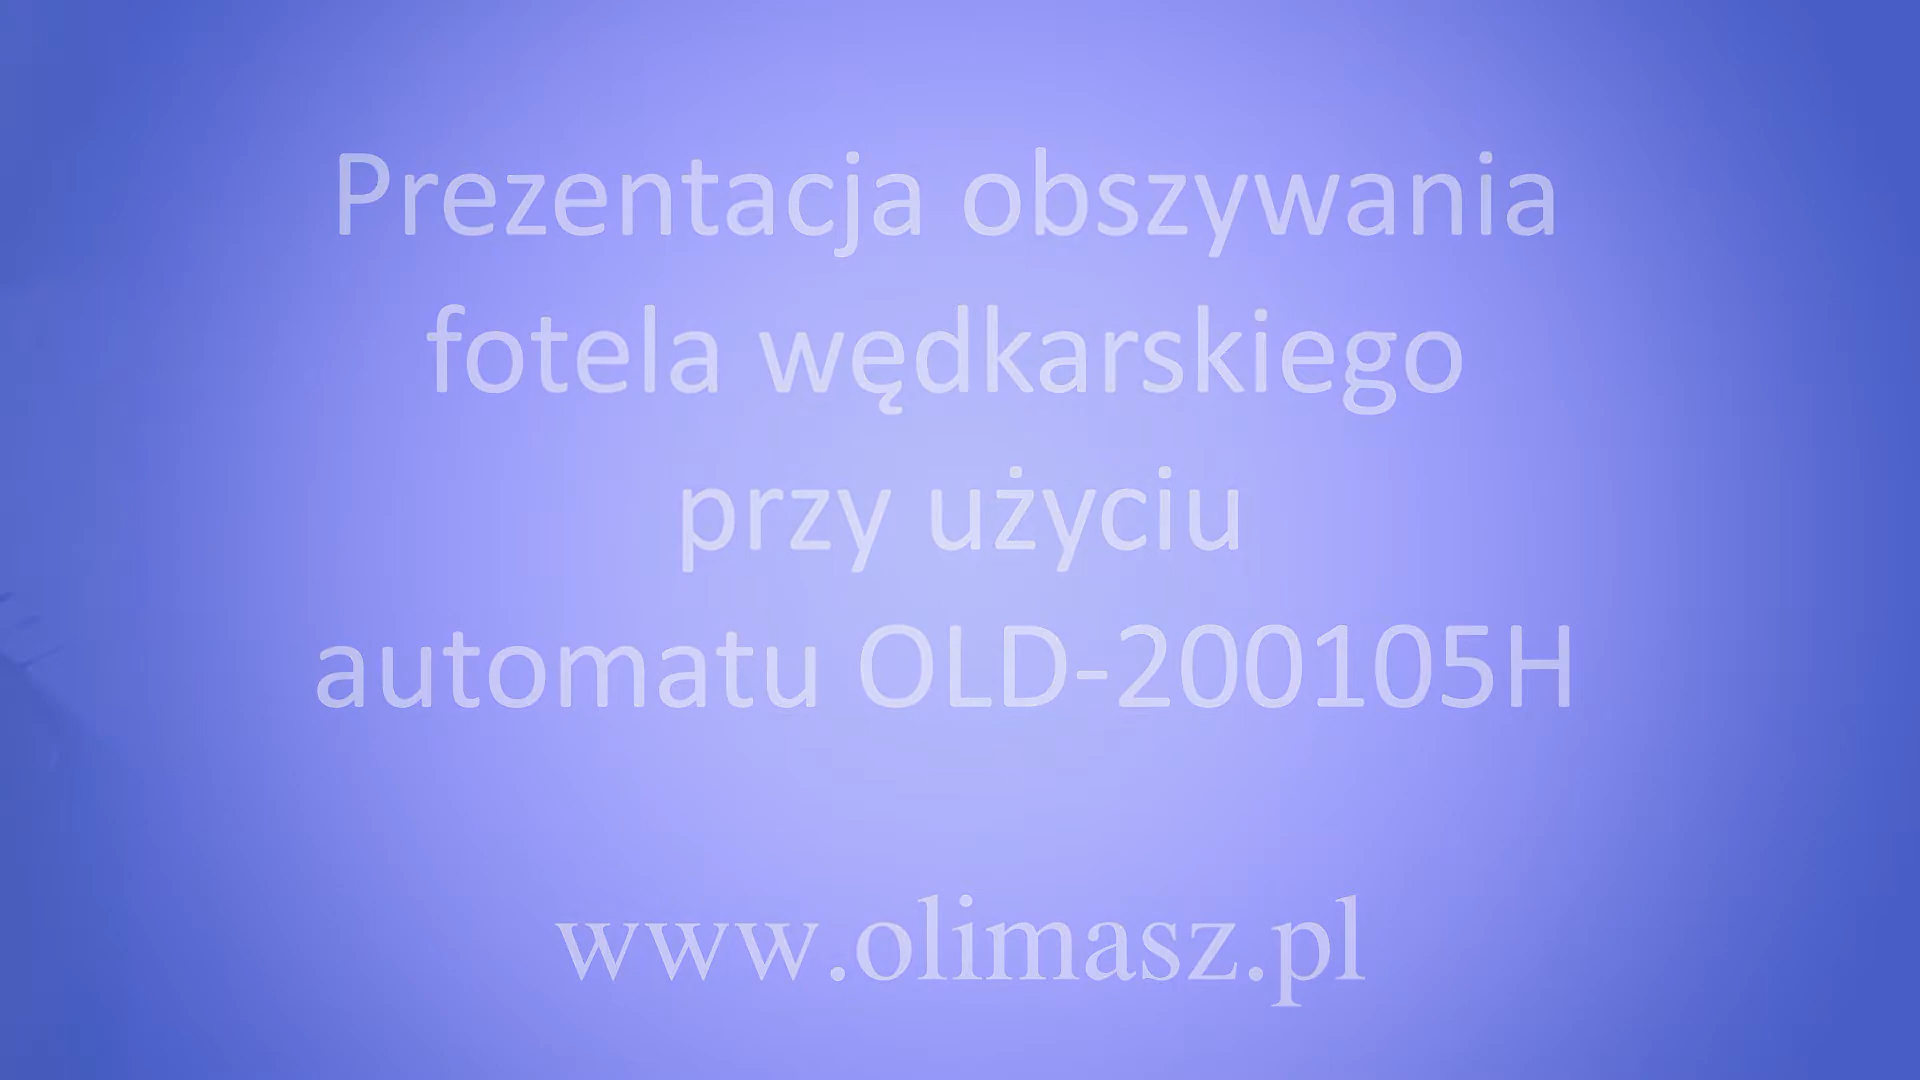 Prezentacja obszywania
fotela wędkarskiego
przy użyciu
automatu OLD-200105H
www.olimasz.pl